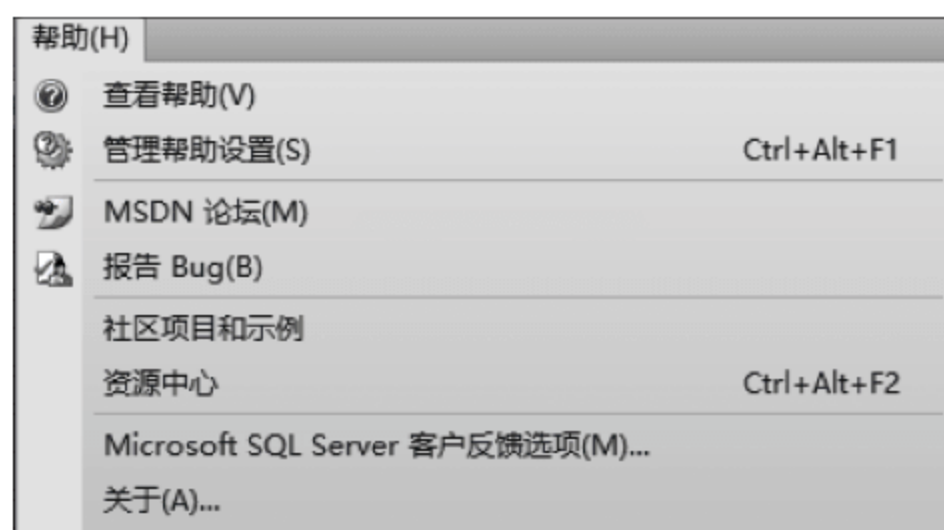 帮助(H)
查看帮助(V)
管理帮助设置(S) Ctrl+Alt+F1
MSDN 论坛(M)
报告 Bug(B)
社区项目和示例
资源中心 Ctrl+Alt+F2
Microsoft SQL Server 客户反馈选项(M)...
关于(A)...